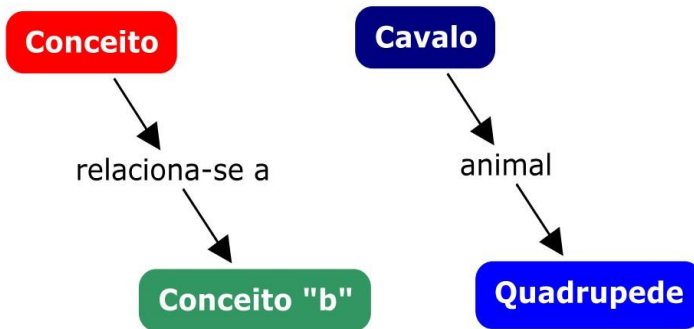 Conceito
relaciona-se a
Conceito "b"
Cavalo
animal
Quadrupede